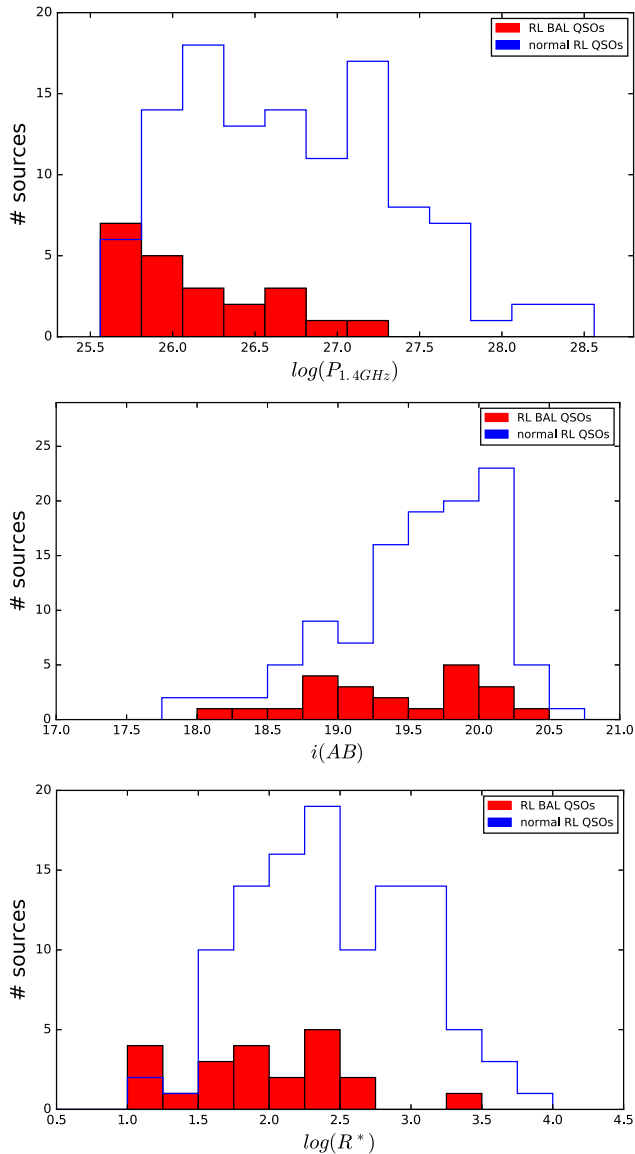 20
15
10
5
0
# sources
RL BAL QSOs
normal RL QSOs
25.5 26.0 26.5 27.0 27.5 28.0 28.5
log(P1.4GHz)
25
20
15
10
5
0
# sources
RL BAL QSOs
normal RL QSOs
17.0 17.5 18.0 18.5 19.0 19.5 20.0 20.5 21.0
i(AB)
20
15
10
5
0
# sources
RL BAL QSOs
normal RL QSOs
0.5 1.0 1.5 2.0 2.5 3.0 3.5 4.0 4.5
log(R*)